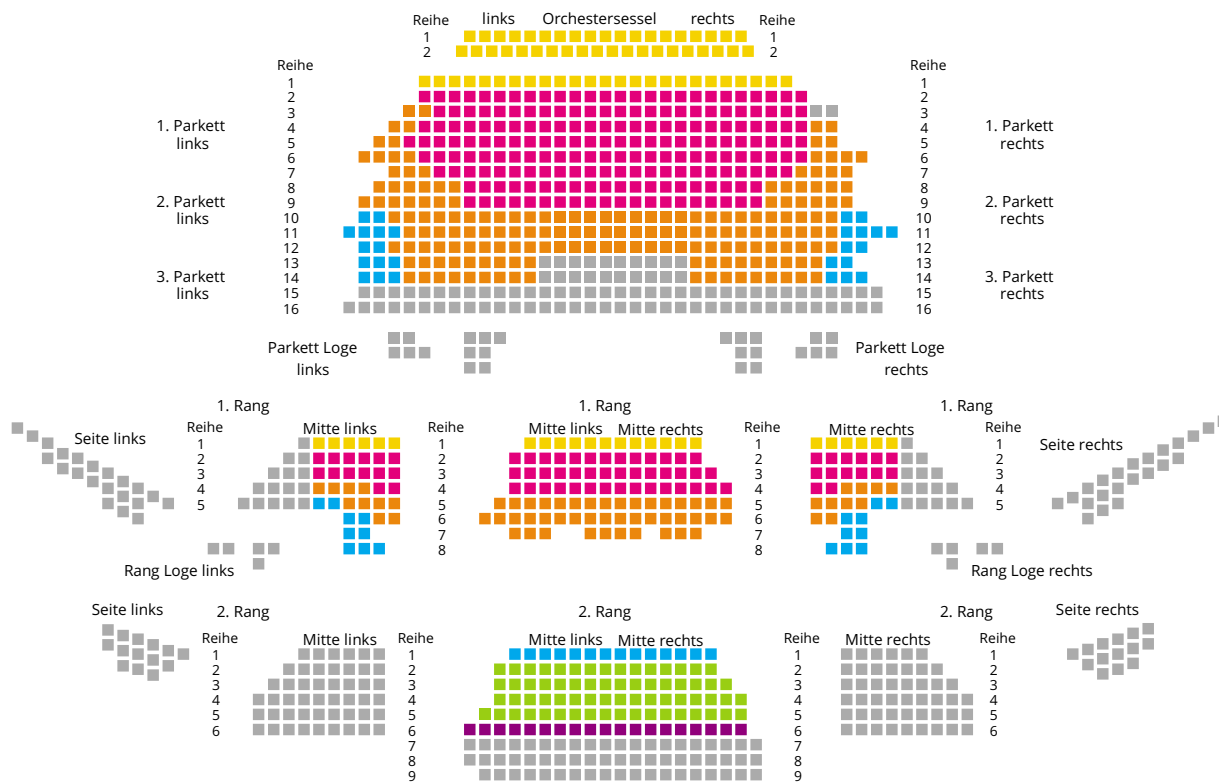 Reihe links Orchestersessel rechts Reihe
1 1
2 2
Reihe Reihe
1 1
2 2
3 3
1. Parkett 4 4 1. Parkett
links 5 5 rechts
6 6
7 7
8 8
2. Parkett 9 9 2. Parkett
links 10 10 rechts
11 11
12 12
13 13
3. Parkett 14 14 3. Parkett
links 15 15 rechts
16 16
Parkett Loge Parkett Loge
links rechts
1. Rang 1. Rang 1. Rang
Seite links Reihe Mitte links Reihe Mitte links Mitte rechts Reihe Mitte rechts Reihe Seite rechts
1 1 1 1
2 2 2 2
3 3 3 3
4 4 4 4
5 5 5 5
6 6
7 7
8 8
Rang Loge links Rang Loge rechts
Seite links 2. Rang 2. Rang 2. Rang Seite rechts
Reihe Mitte links Reihe Mitte links Mitte rechts Reihe Mitte rechts Reihe
1 1 1 1
2 2 2 2
3 3 3 3
4 4 4 4
5 5 5 5
6 6 6 6
7 7
8 8
9 9